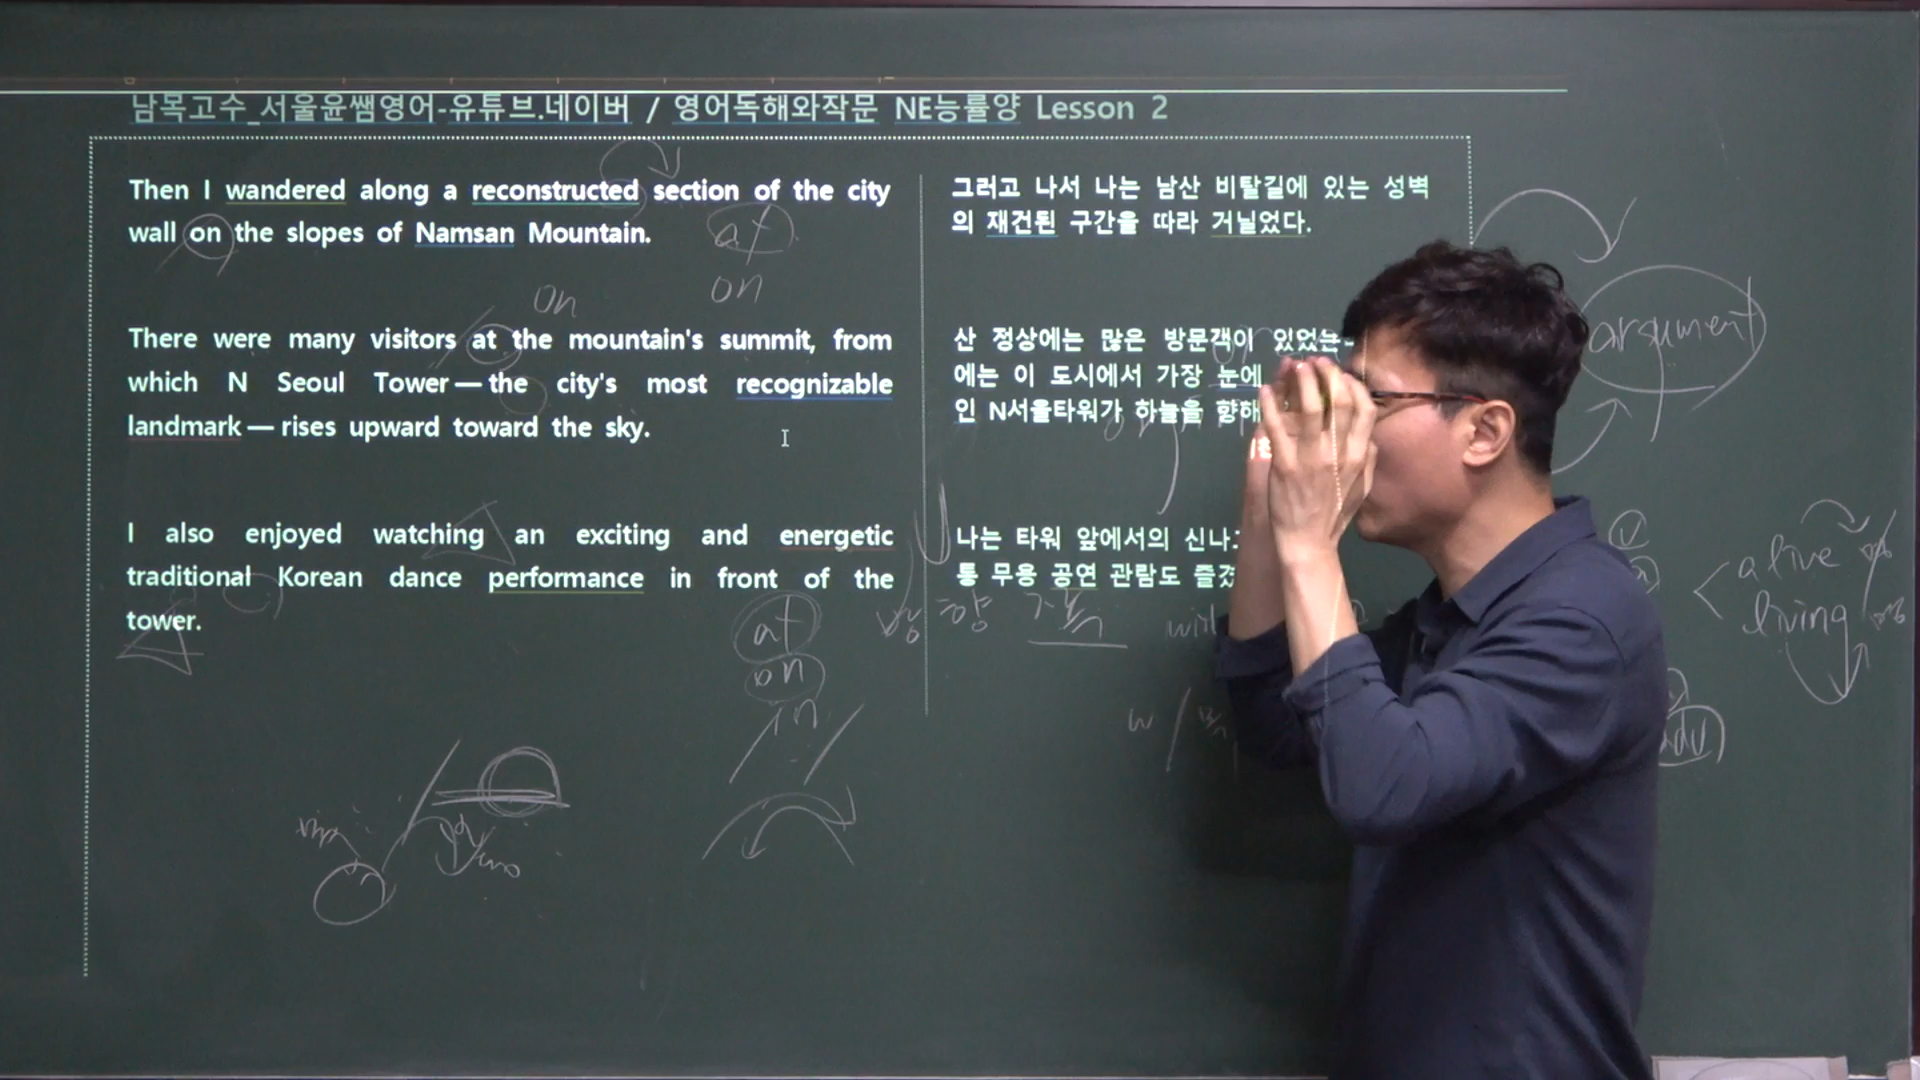 남목고수_서울윤쌤영어-유튜브.네이버 / 영어독해와작문 NE능률양 Lesson 2
Then I wandered along a reconstructed section of the city
wall on the slopes of Namsan Mountain.
at
on
on
There were many visitors at the mountain's summit, from
which N Seoul Tower — the city's most recognizable
landmark — rises upward toward the sky.
I also enjoyed watching an exciting and energetic
traditional Korean dance performance in front of the
tower.
at
on
in
그러고 나서 나는 남산 비탈길에 있는 성벽
의 재건된 구간을 따라 거닐었다.
산 정상에는 많은 방문객이 있었는
에는 이 도시에서 가장 눈에
인 N서울타워가 하늘을 향해
나는 타워 앞에서의 신나고
통 무용 공연 관람도 즐겼
방향
w/
argument
v
a
alive
living
adv